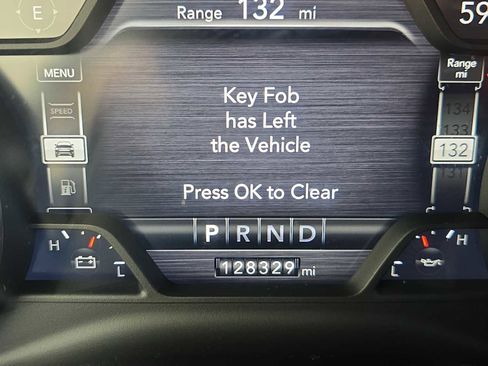 E
Range 132 mi
59
MENU
Range
mi
SPEED
Key Fob
has Left
the Vehicle
134
133
132
131
Press OK to Clear
P R N D
H
L
128329 mi
L
H